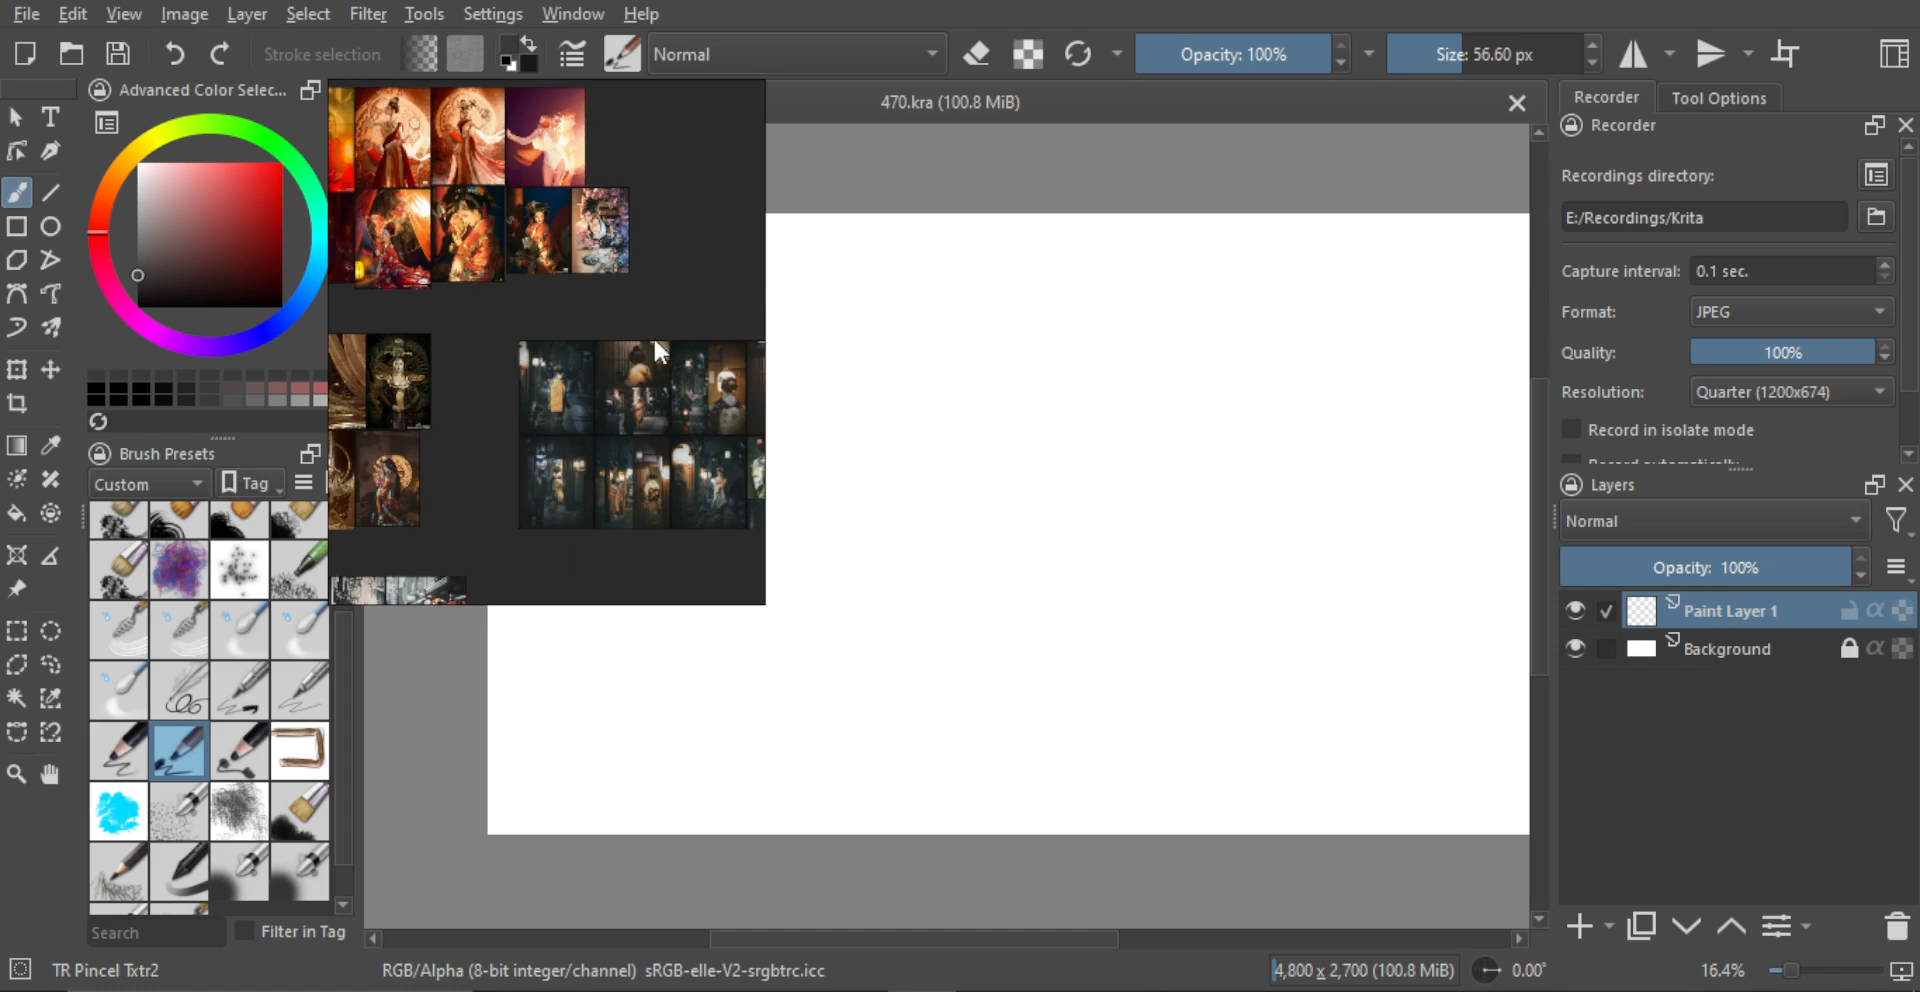 File Edit View Image Layer Select Filter Tools Settings Window Help
Stroke selection Normal Opacity: 100% Size: 56.60 px
Advanced Color Selec...
470.kra (100.8 MiB)
Recorder Tool Options
Recorder
Recordings directory:
E:/Recordings/Krita
Capture interval: 0.1 sec.
Format: JPEG
Quality: 100%
Resolution: Quarter (1200x674)
Record in isolate mode
Record automatically
Brush Presets
Custom Tag
Layers
Normal
Opacity: 100%
Paint Layer 1
Background
Search Filter in Tag
TR Pincel Txtr2 RGB/Alpha (8-bit integer/channel) sRGB-elle-V2-srgbtrc.icc 4,800 x 2,700 (100.8 MiB) 0.00° 16.4%